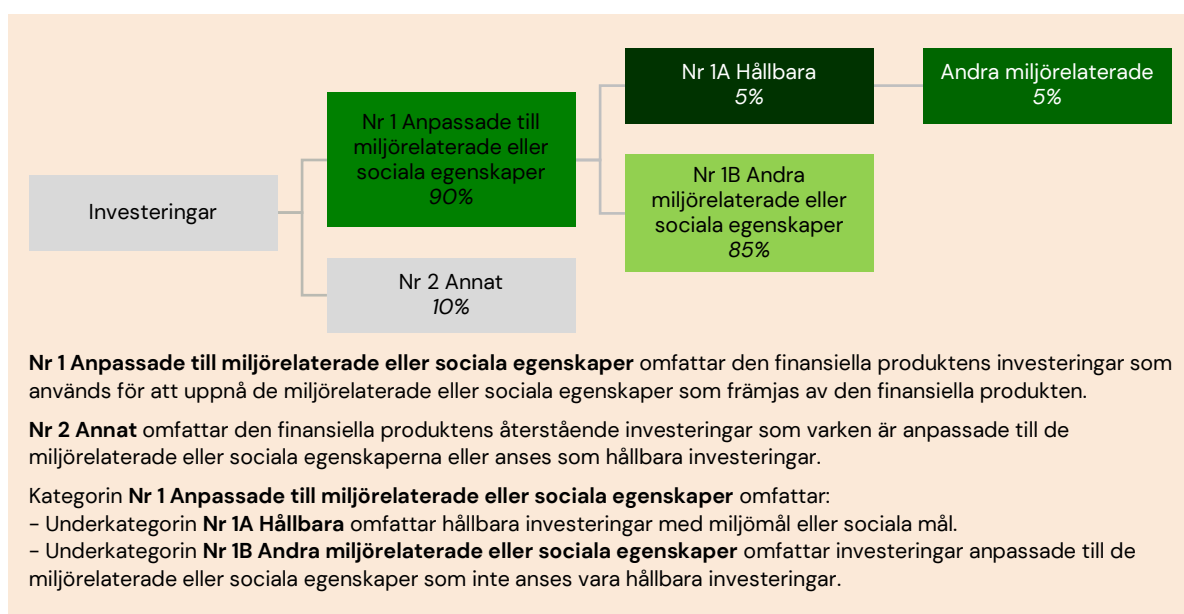 Investeringar
Nr 1 Anpassade till
miljörelaterade eller
sociala egenskaper
90%
Nr 2 Annat
10%
Nr 1A Hållbara
5%
Nr 1B Andra
miljörelaterade eller
sociala egenskaper
85%
Andra miljörelaterade
5%
Nr 1 Anpassade till miljörelaterade eller sociala egenskaper omfattar den finansiella produktens investeringar som
används för att uppnå de miljörelaterade eller sociala egenskaper som främjas av den finansiella produkten.
Nr 2 Annat omfattar den finansiella produktens återstående investeringar som varken är anpassade till de
miljörelaterade eller sociala egenskaperna eller anses som hållbara investeringar.
Kategorin Nr 1 Anpassade till miljörelaterade eller sociala egenskaper omfattar:
- Underkategorin Nr 1A Hållbara omfattar hållbara investeringar med miljömål eller sociala mål.
- Underkategorin Nr 1B Andra miljörelaterade eller sociala egenskaper omfattar investeringar anpassade till de
miljörelaterade eller sociala egenskaper som inte anses vara hållbara investeringar.